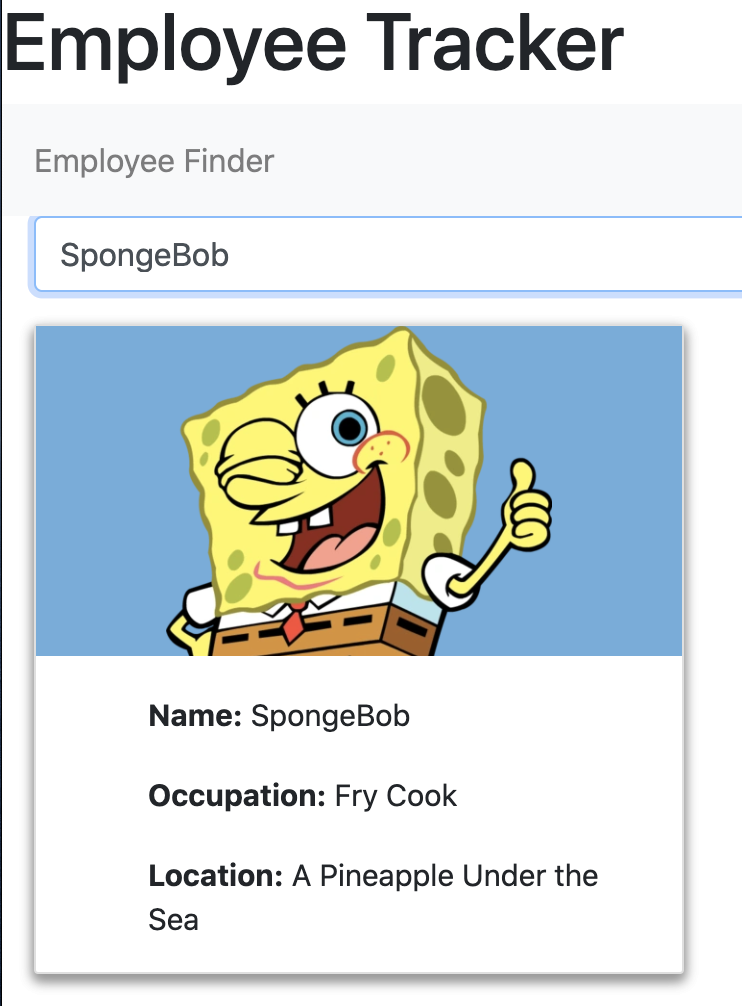 Employee Tracker
Employee Finder
SpongeBob
Name: SpongeBob
Occupation: Fry Cook
Location: A Pineapple Under the
Sea